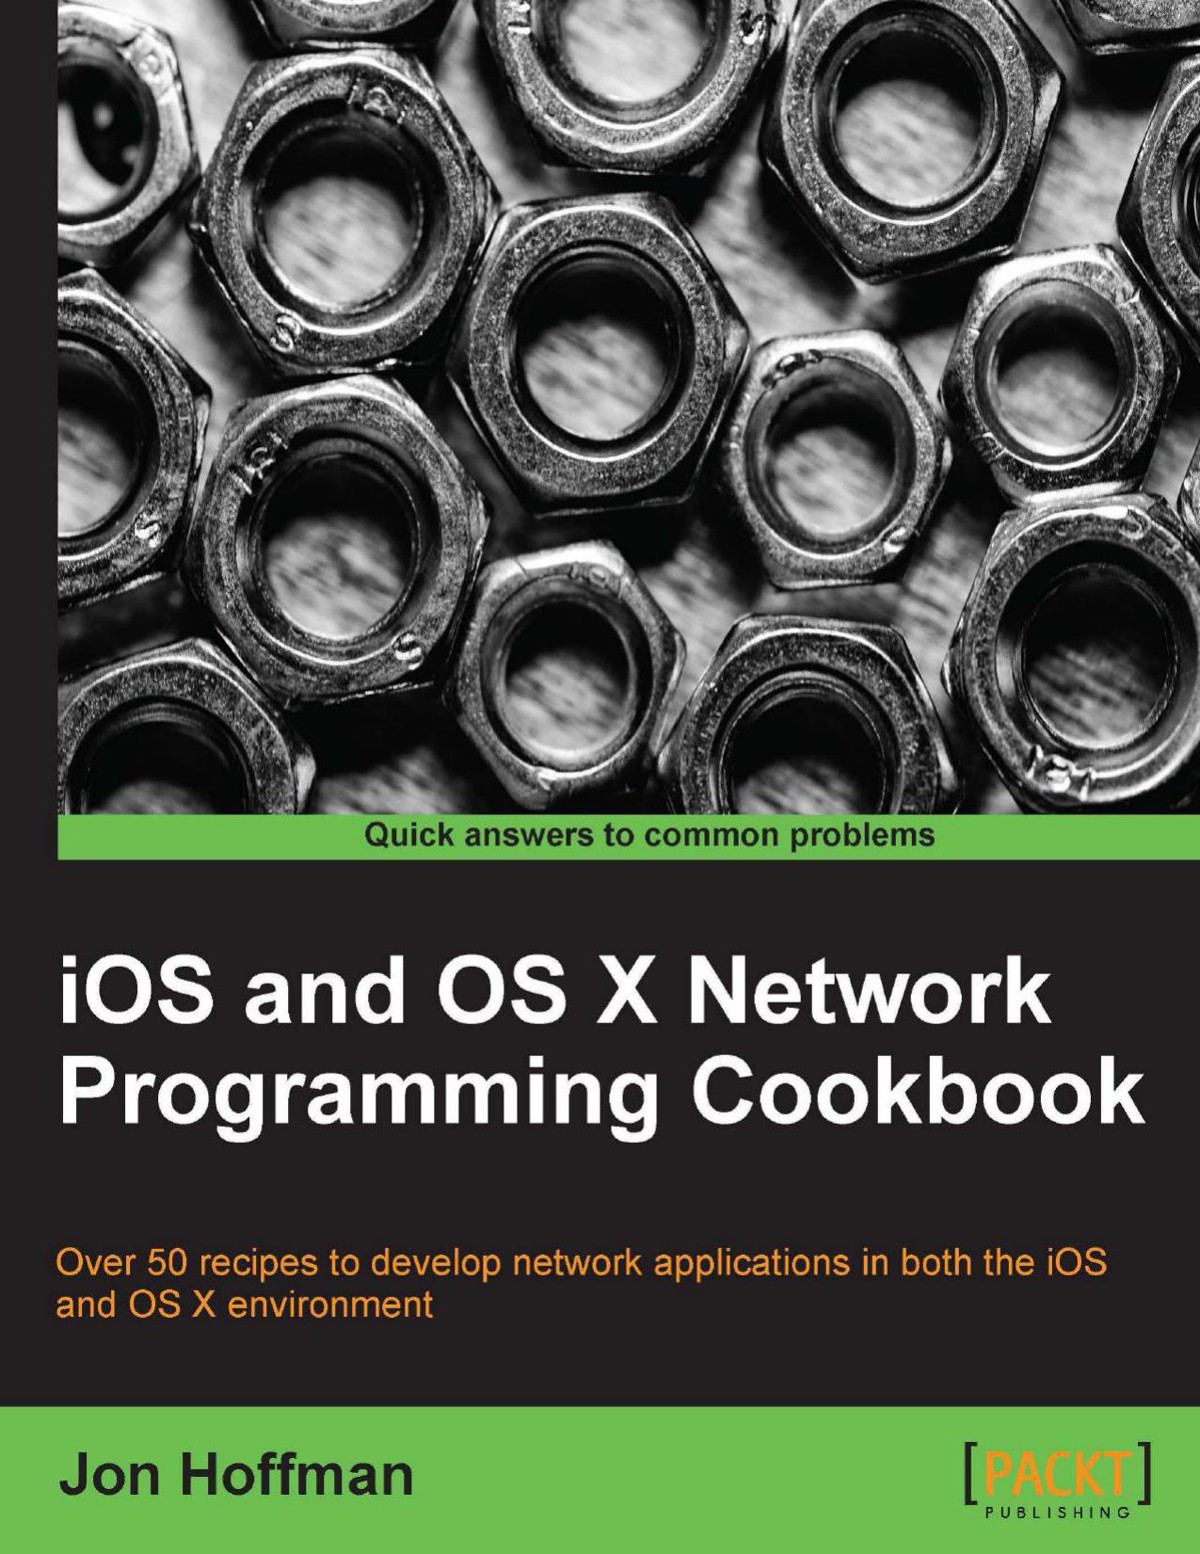 Quick answers to common problems
iOS and OS X Network
Programming Cookbook
Over 50 recipes to develop network applications in both the iOS
and OS X environment
Jon Hoffman
[PACKT]
PUBLISHING